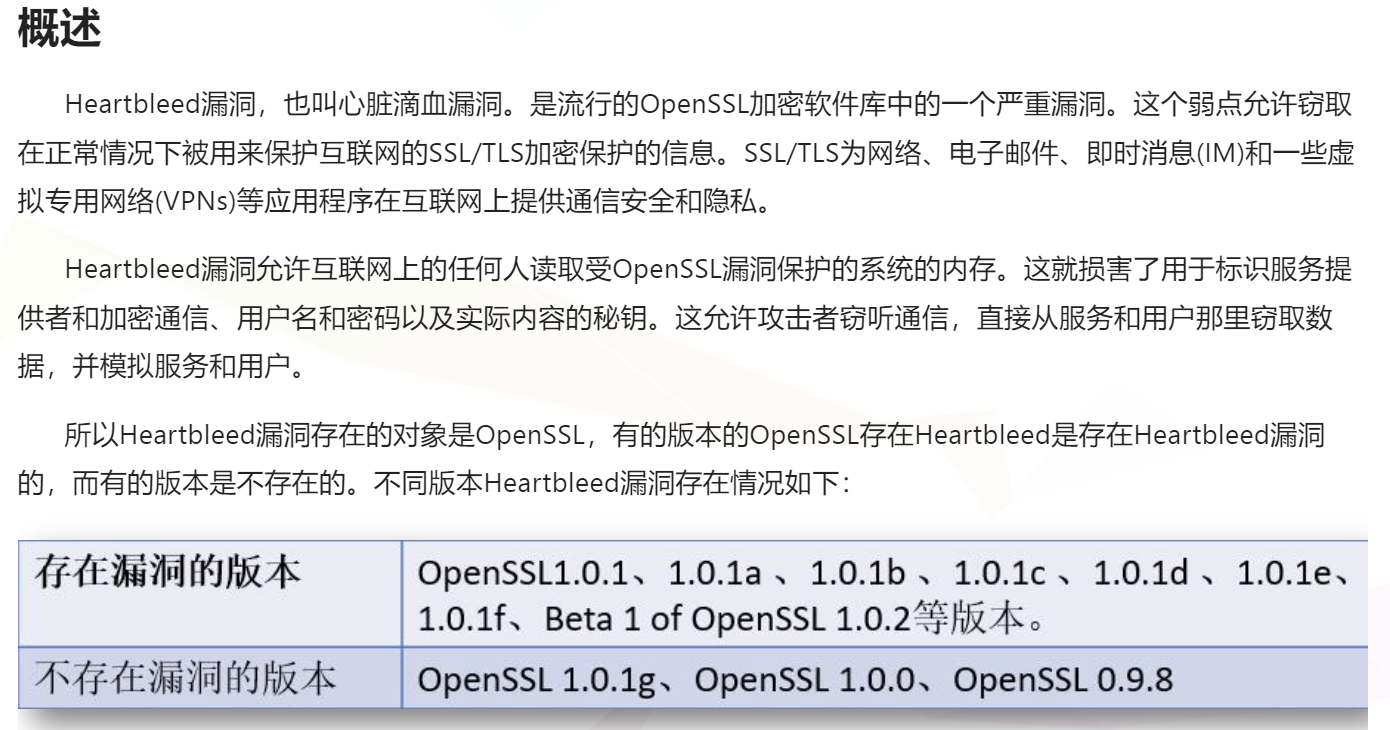 概述
Heartbleed漏洞，也叫心脏滴血漏洞。是流行的OpenSSL加密软件库中的一个严重漏洞。这个弱点允许窃取
在正常情况下被用来保护互联网的SSL/TLS加密保护的信息。SSL/TLS为网络、电子邮件、即时消息(IM)和一些虚
拟专用网络(VPNs)等应用程序在互联网上提供通信安全和隐私。
Heartbleed漏洞允许互联网上的任何人读取受OpenSSL漏洞保护的系统的内存。这就损害了用于标识服务提
供者和加密通信、用户名和密码以及实际内容的秘钥。这允许攻击者窃听通信，直接从服务和用户那里窃取数
据，并模拟服务和用户。
所以Heartbleed漏洞存在的对象是OpenSSL，有的版本的OpenSSL存在Heartbleed是存在Heartbleed漏洞
的，而有的版本是不存在的。不同版本Heartbleed漏洞存在情况如下：
存在漏洞的版本 OpenSSL1.0.1、1.0.1a 、1.0.1b 、1.0.1c 、1.0.1d 、1.0.1e、
1.0.1f、Beta 1 of OpenSSL 1.0.2等版本。
不存在漏洞的版本 OpenSSL 1.0.1g、OpenSSL 1.0.0、OpenSSL 0.9.8